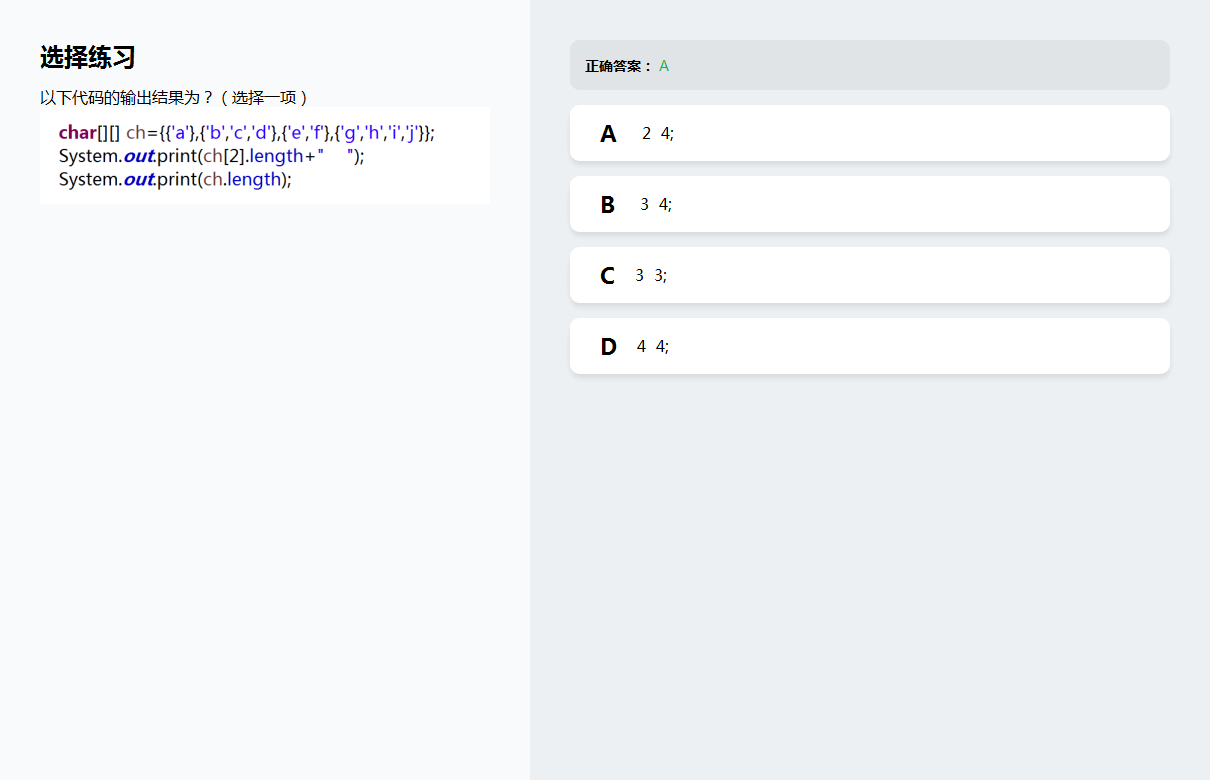 选择练习
以下代码的输出结果为？（选择一项）
char[][] ch={{'a'},{'b','c','d'},{'e','f'},{'g','h','i','j'}};
System.out.print(ch[2].length+"    ");
System.out.print(ch.length);
正确答案： A
A 2 4;
B 3 4;
C 3 3;
D 4 4;